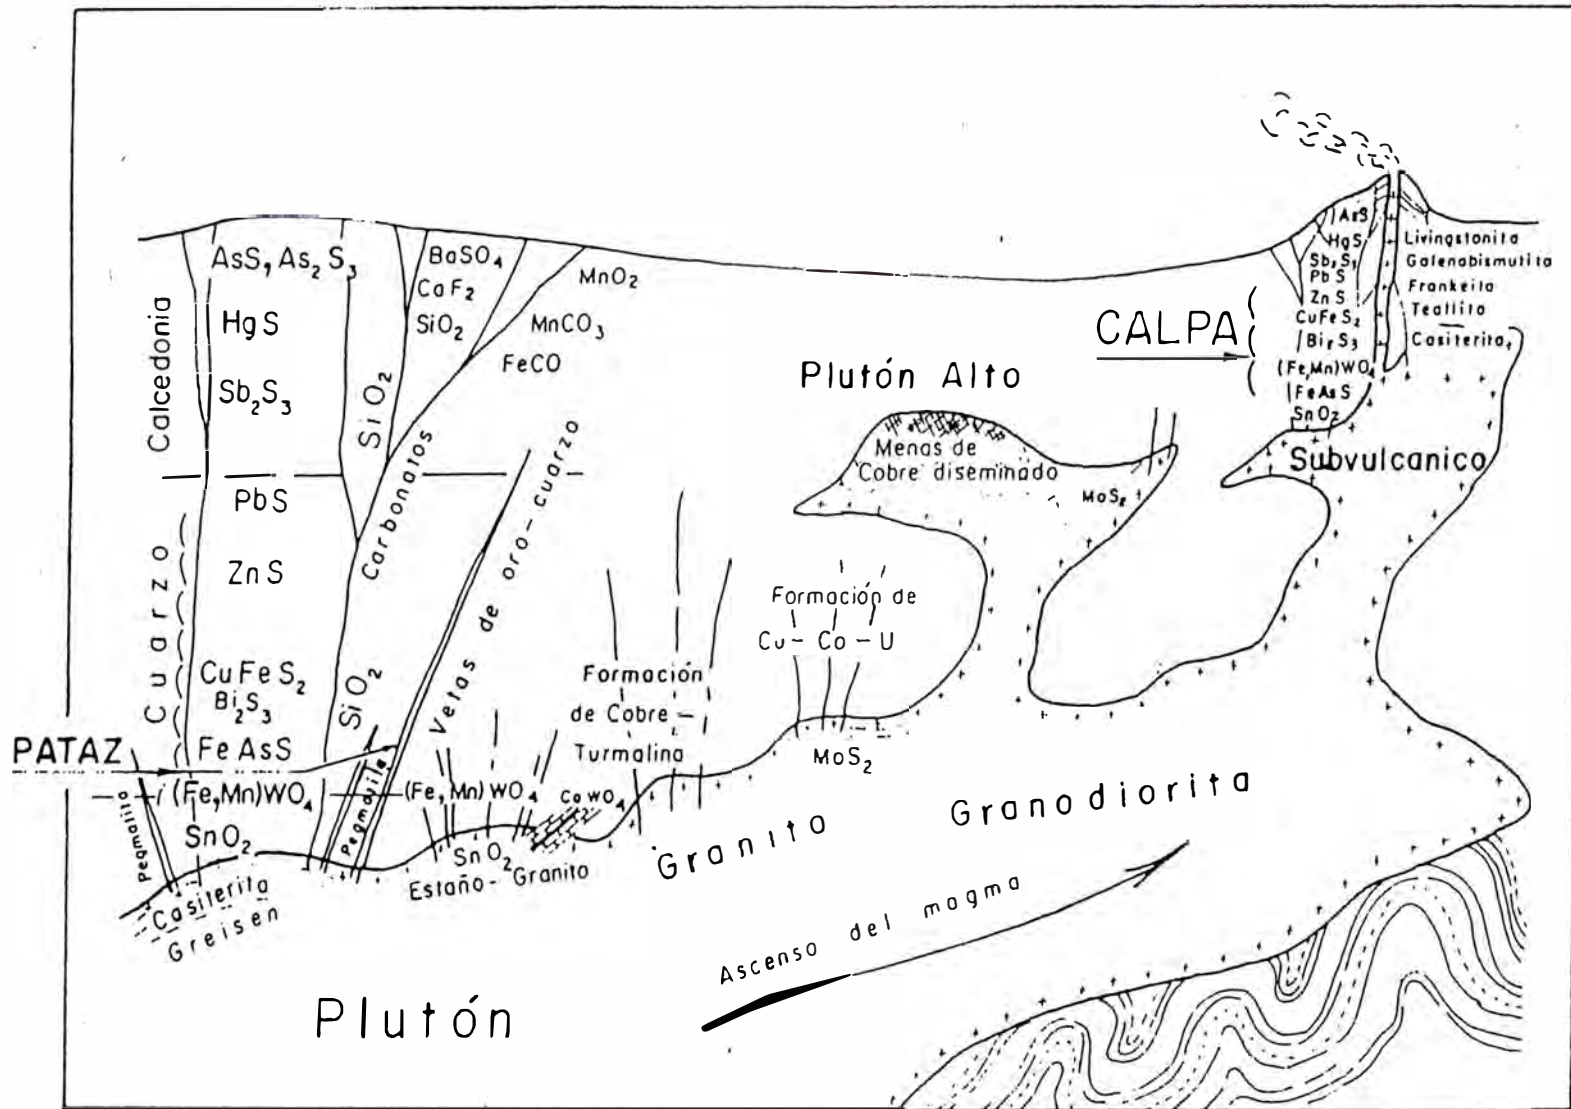 AsS, As₂S₃
HgS
Sb₂S₃
PbS
ZnS
CuFeS₂
Bi₂S₃
FeAsS
(Fe,Mn)WO₄
SnO₂
Calcedonia
Cuarzo
PATAZ
Pegmatita
Casiterita
Greisen
SiO₂
SiO₂
BaSO₄
CaF₂
SiO₂
MnO₂
MnCO₃
FeCO
Carbonatos
Vetas de oro-cuarzo
Pegmatita
(Fe, Mn) WO₄
SnO₂
Estaño-Granito
CaWO₄
Formación
de Cobre-
Turmalina
Formación de
Cu-Co-U
MoS₂
Plutón Alto
Menas de
Cobre diseminado
MoS₂
CALPA
AsS
HgS
Sb₂S₃
PbS
ZnS
CuFeS₂
Bi₂S₃
(Fe,Mn)WO₄
FeAsS
SnO₂
Livingstonita
Galenabismutita
Frankeita
Teallita
Casiterita
Subvulcanico
Granito
Granodiorita
Ascenso del magma
Plutón